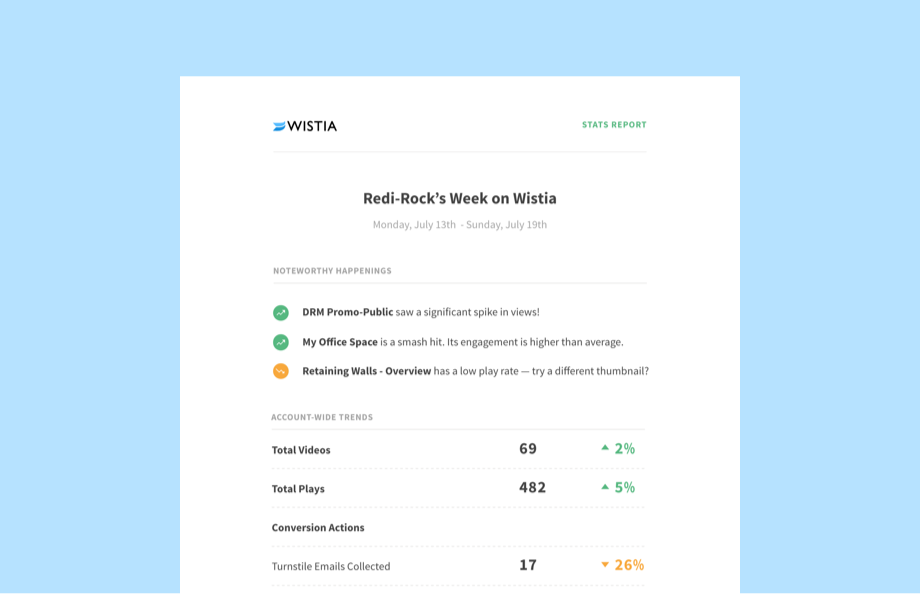 WISTIA
STATS REPORT
Redi-Rock’s Week on Wistia
Monday, July 13th - Sunday, July 19th
NOTEWORTHY HAPPENINGS
DRM Promo-Public saw a significant spike in views!
My Office Space is a smash hit. Its engagement is higher than average.
Retaining Walls - Overview has a low play rate — try a different thumbnail?
ACCOUNT-WIDE TRENDS
Total Videos 69 ▲ 2%
Total Plays 482 ▲ 5%
Conversion Actions
Turnstile Emails Collected 17 ▼ 26%